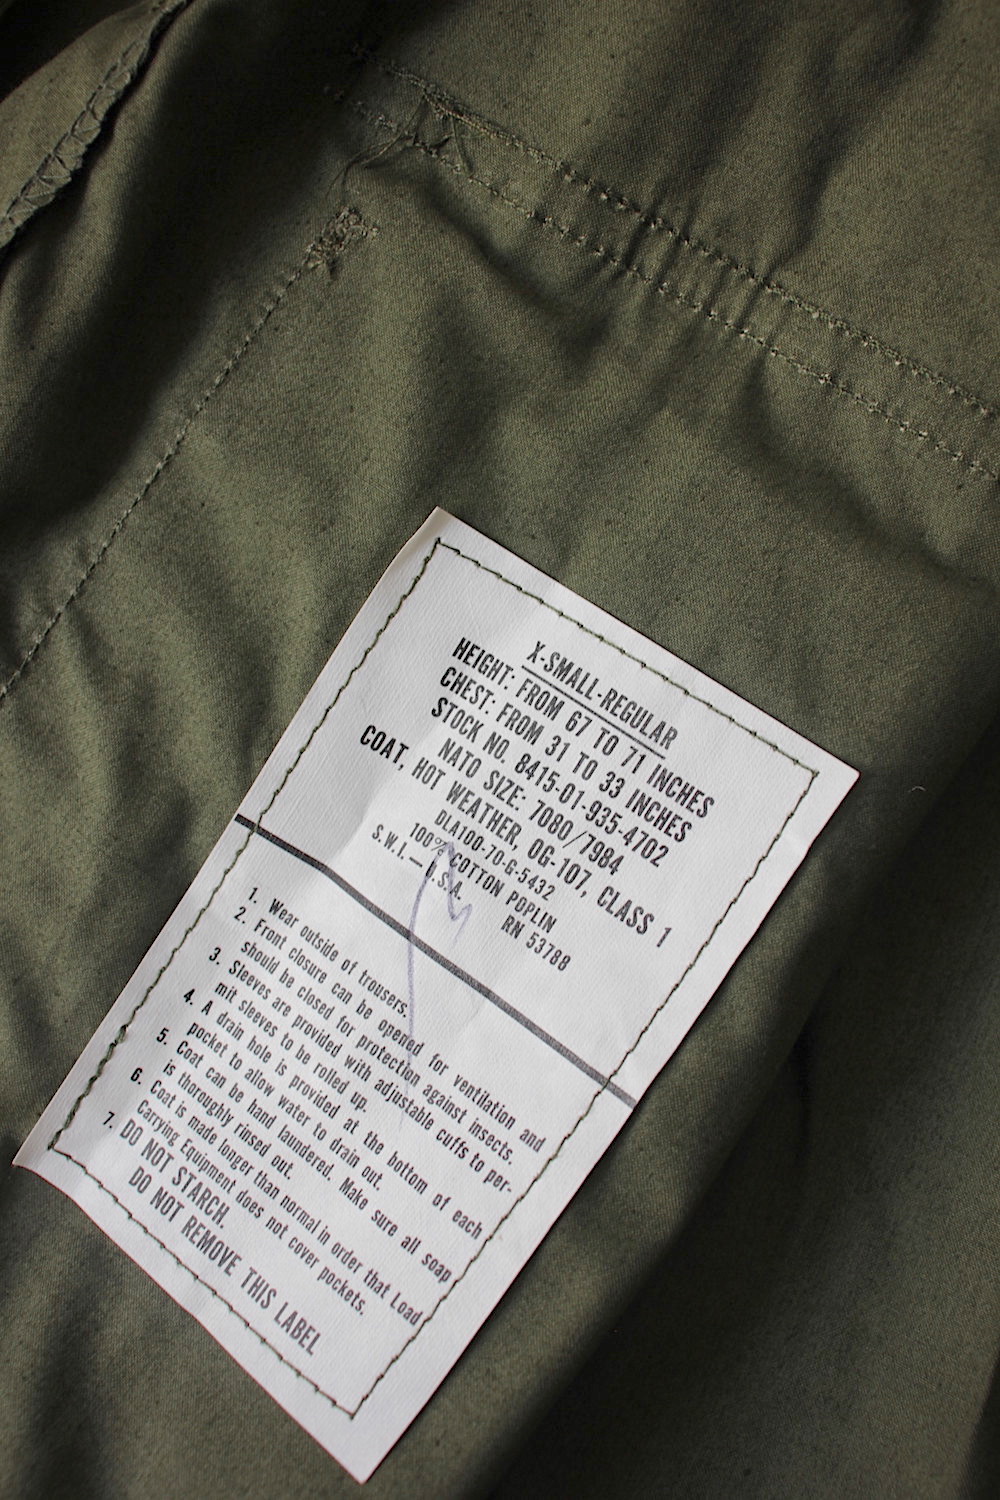 X-SMALL-REGULAR
HEIGHT: FROM 67 TO 71 INCHES
CHEST: FROM 31 TO 33 INCHES
STOCK NO. 8415-01-935-4702
NATO SIZE: 7080/7984
COAT, HOT WEATHER, OG-107, CLASS 1
DLA100-70-G-5432
100% COTTON POPLIN
S.W.I.—U.S.A. RN 53788
1. Wear outside of trousers.
2. Front closure can be opened for ventilation and
should be closed for protection against insects.
3. Sleeves are provided with adjustable cuffs to per-
mit sleeves to be rolled up.
4. A drain hole is provided at the bottom of each
pocket to allow water to drain out.
5. Coat can be hand laundered. Make sure all soap
is thoroughly rinsed out.
6. Coat is made longer than normal in order that Load
Carrying Equipment does not cover pockets.
7. DO NOT STARCH.
DO NOT REMOVE THIS LABEL